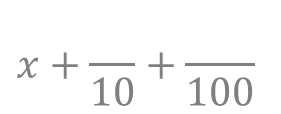 x + —/10 + —/100